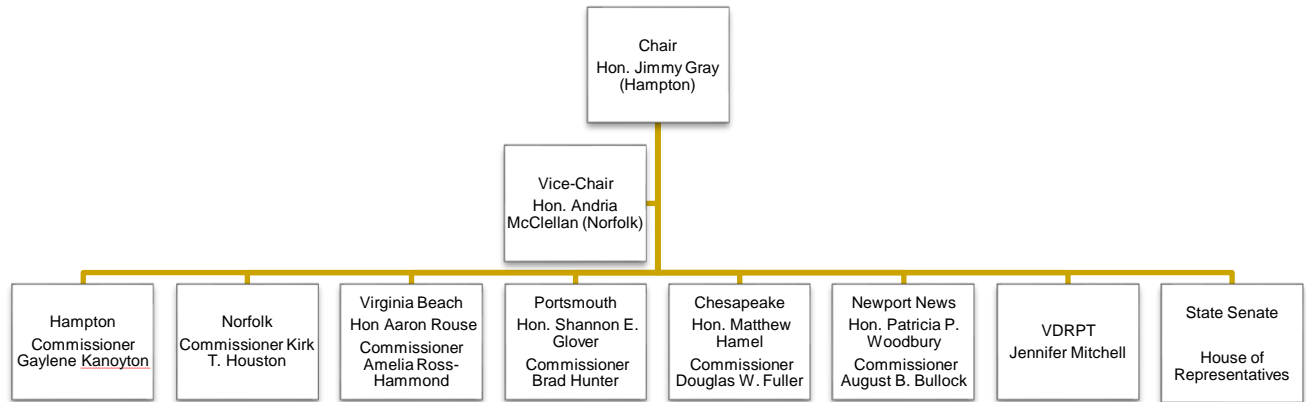 Chair
Hon. Jimmy Gray
(Hampton)
Vice-Chair
Hon. Andria
McClellan (Norfolk)
Hampton
Commissioner
Gaylene Kanoyton
Norfolk
Commissioner Kirk
T. Houston
Virginia Beach
Hon Aaron Rouse
Commissioner
Amelia Ross-
Hammond
Portsmouth
Hon. Shannon E.
Glover
Commissioner
Brad Hunter
Chesapeake
Hon. Matthew
Hamel
Commissioner
Douglas W. Fuller
Newport News
Hon. Patricia P.
Woodbury
Commissioner
August B. Bullock
VDRPT
Jennifer Mitchell
State Senate
House of
Representatives